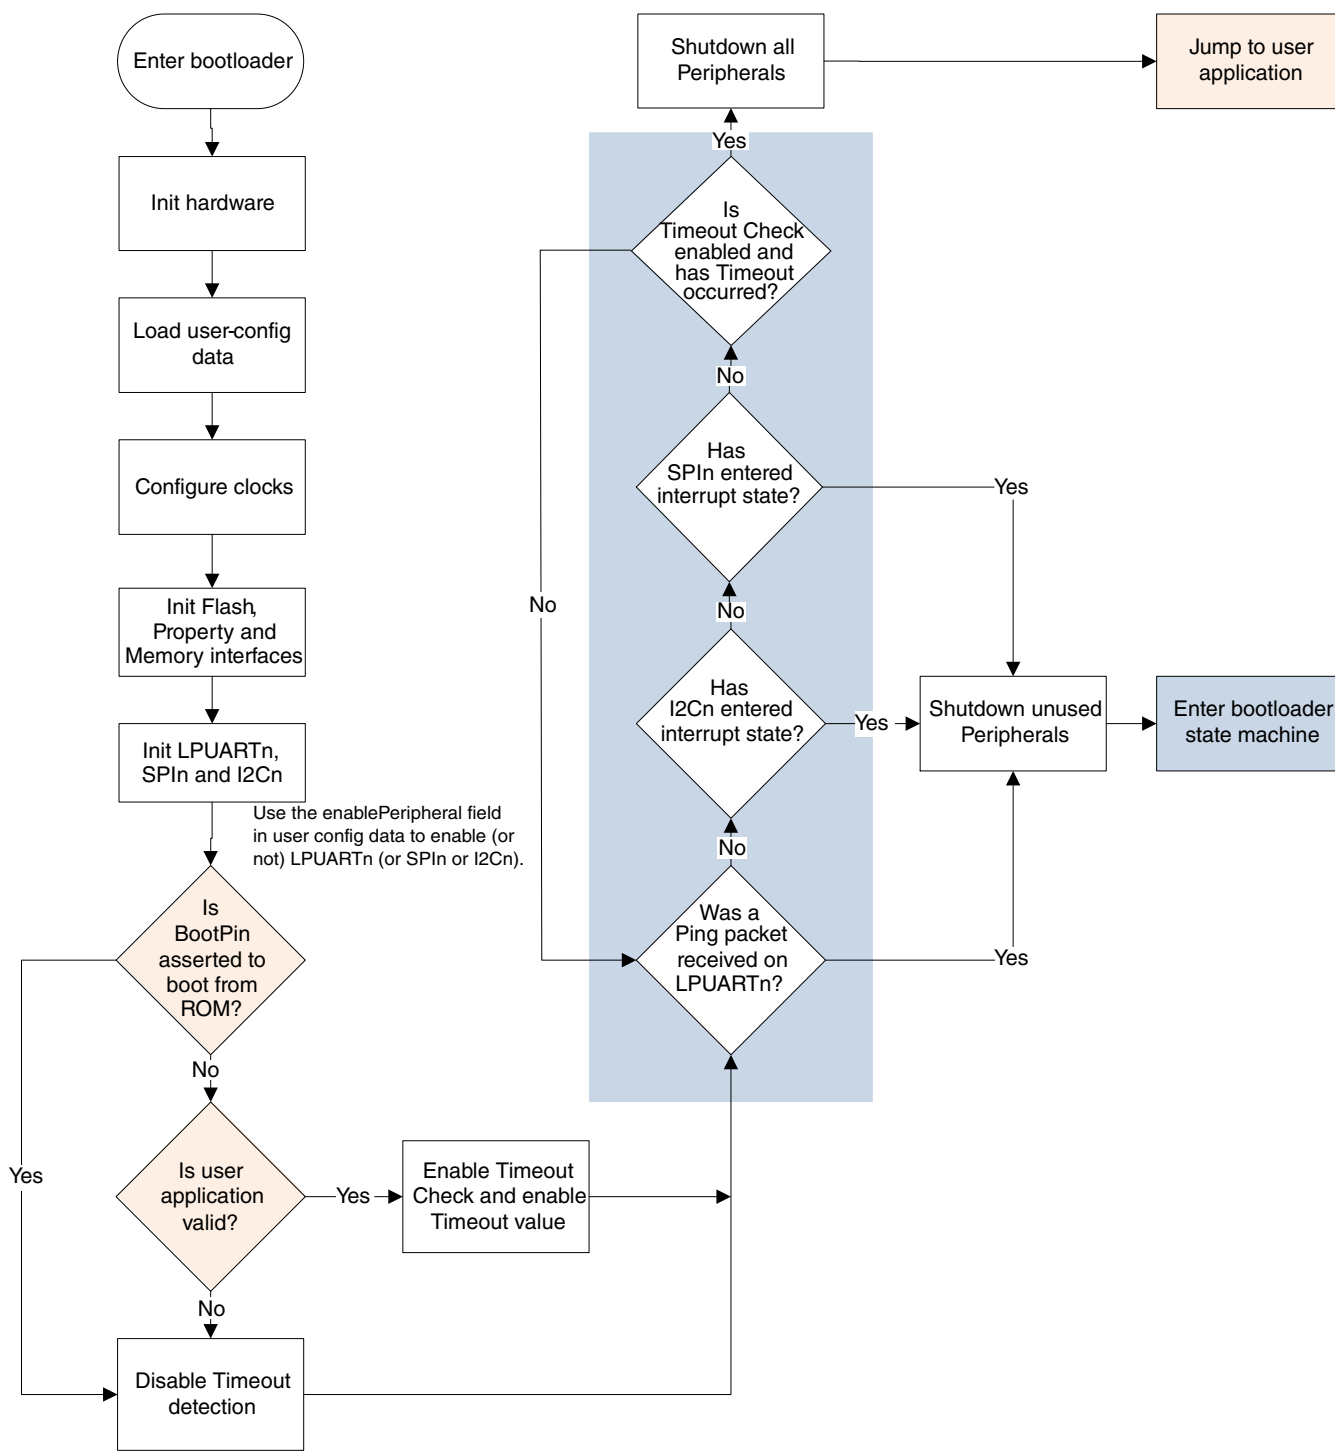 Enter bootloader
Init hardware
Load user-config
data
Configure clocks
Init Flash,
Property and
Memory interfaces
Init LPUARTn,
SPIn and I2Cn
Use the enablePeripheral field
in user config data to enable (or
not) LPUARTn (or SPIn or I2Cn).
Is
BootPin
asserted to
boot from
ROM?
No
Yes
Is user
application
valid?
Yes
Enable Timeout
Check and enable
Timeout value
No
Disable Timeout
detection
Shutdown all
Peripherals
Jump to user
application
Yes
Is
Timeout Check
enabled and
has Timeout
occurred?
No
No
Has
SPIn entered
interrupt state?
Yes
No
Has
I2Cn entered
interrupt state?
Yes
Shutdown unused
Peripherals
Enter bootloader
state machine
No
Was a
Ping packet
received on
LPUARTn?
Yes